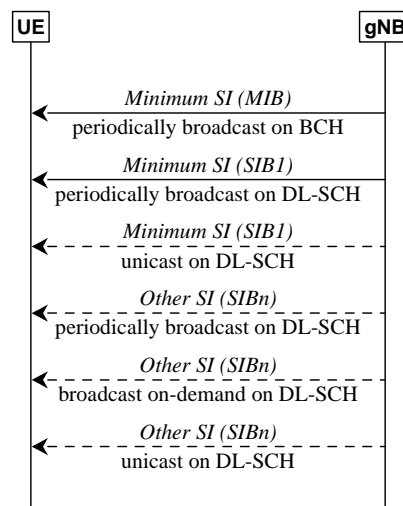 UE
gNB
Minimum SI (MIB)
periodically broadcast on BCH
Minimum SI (SIB1)
periodically broadcast on DL-SCH
Minimum SI (SIB1)
unicast on DL-SCH
Other SI (SIBn)
periodically broadcast on DL-SCH
Other SI (SIBn)
broadcast on-demand on DL-SCH
Other SI (SIBn)
unicast on DL-SCH